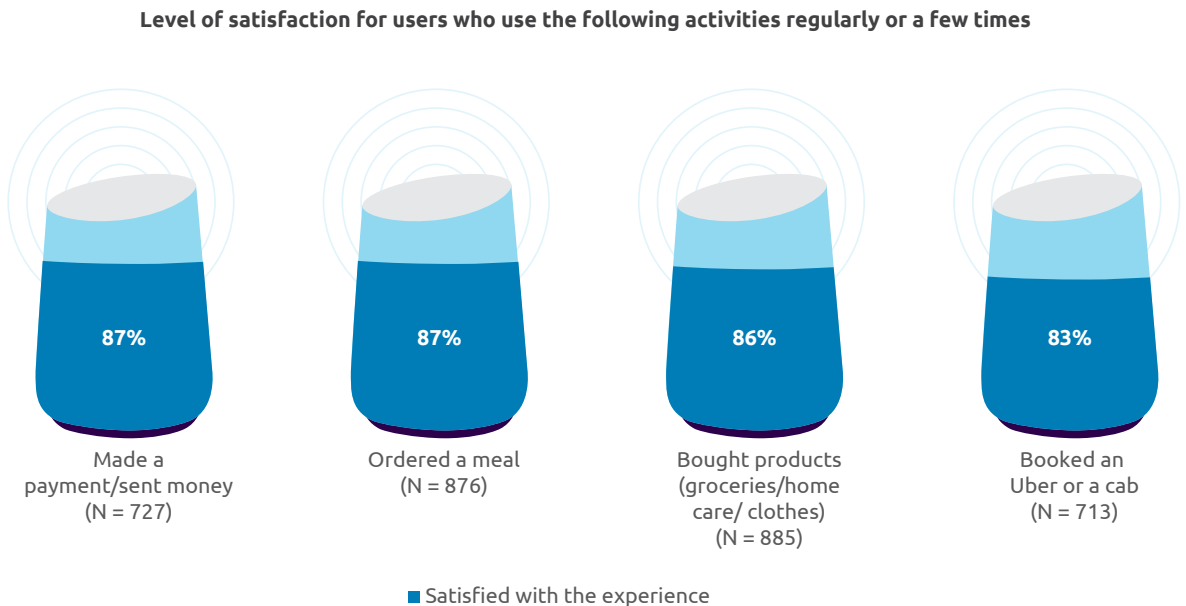 Level of satisfaction for users who use the following activities regularly or a few times
87%
87%
86%
83%
Made a
payment/sent money
(N = 727)
Ordered a meal
(N = 876)
Bought products
(groceries/home
care/ clothes)
(N = 885)
Booked an
Uber or a cab
(N = 713)
Satisfied with the experience